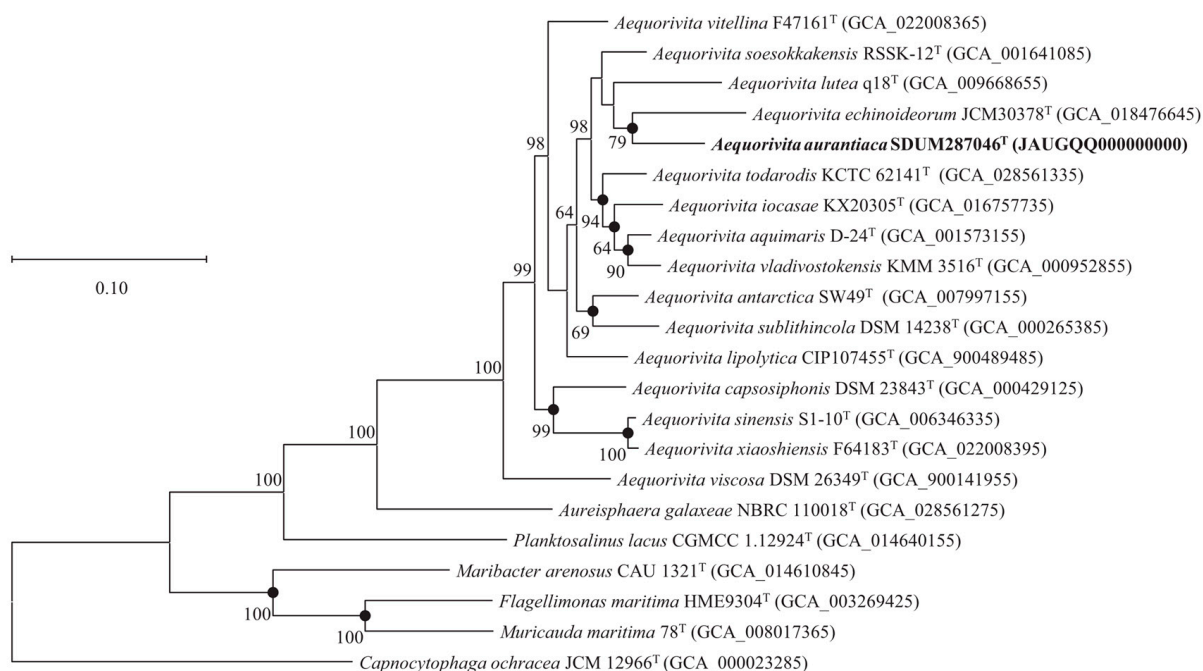 Aequorivita vitellina F47161ᵀ (GCA_022008365)
Aequorivita soesokkakensis RSSK-12ᵀ (GCA_001641085)
Aequorivita lutea q18ᵀ (GCA_009668655)
Aequorivita echinoideorum JCM30378ᵀ (GCA_018476645)
98
98
79
Aequorivita aurantiaca SDUM287046ᵀ (JAUGQQ000000000)
Aequorivita todarodis KCTC 62141ᵀ (GCA_028561335)
Aequorivita iocasae KX20305ᵀ (GCA_016757735)
64
94
Aequorivita aquimaris D-24ᵀ (GCA_001573155)
64
Aequorivita vladivostokensis KMM 3516ᵀ (GCA_000952855)
99
90
0.10
Aequorivita antarctica SW49ᵀ (GCA_007997155)
Aequorivita sublithincola DSM 14238ᵀ (GCA_000265385)
69
Aequorivita lipolytica CIP107455ᵀ (GCA_900489485)
100
Aequorivita capsosiphonis DSM 23843ᵀ (GCA_000429125)
Aequorivita sinensis S1-10ᵀ (GCA_006346335)
100
99
Aequorivita xiaoshiensis F64183ᵀ (GCA_022008395)
100
100
Aequorivita viscosa DSM 26349ᵀ (GCA_900141955)
Aureisphaera galaxeae NBRC 110018ᵀ (GCA_028561275)
Planktosalinus lacus CGMCC 1.12924ᵀ (GCA_014640155)
Maribacter arenosus CAU 1321ᵀ (GCA_014610845)
Flagellimonas maritima HME9304ᵀ (GCA_003269425)
100
Muricauda maritima 78ᵀ (GCA_008017365)
100
Capnocytophaga ochracea JCM 12966ᵀ (GCA_000023285)